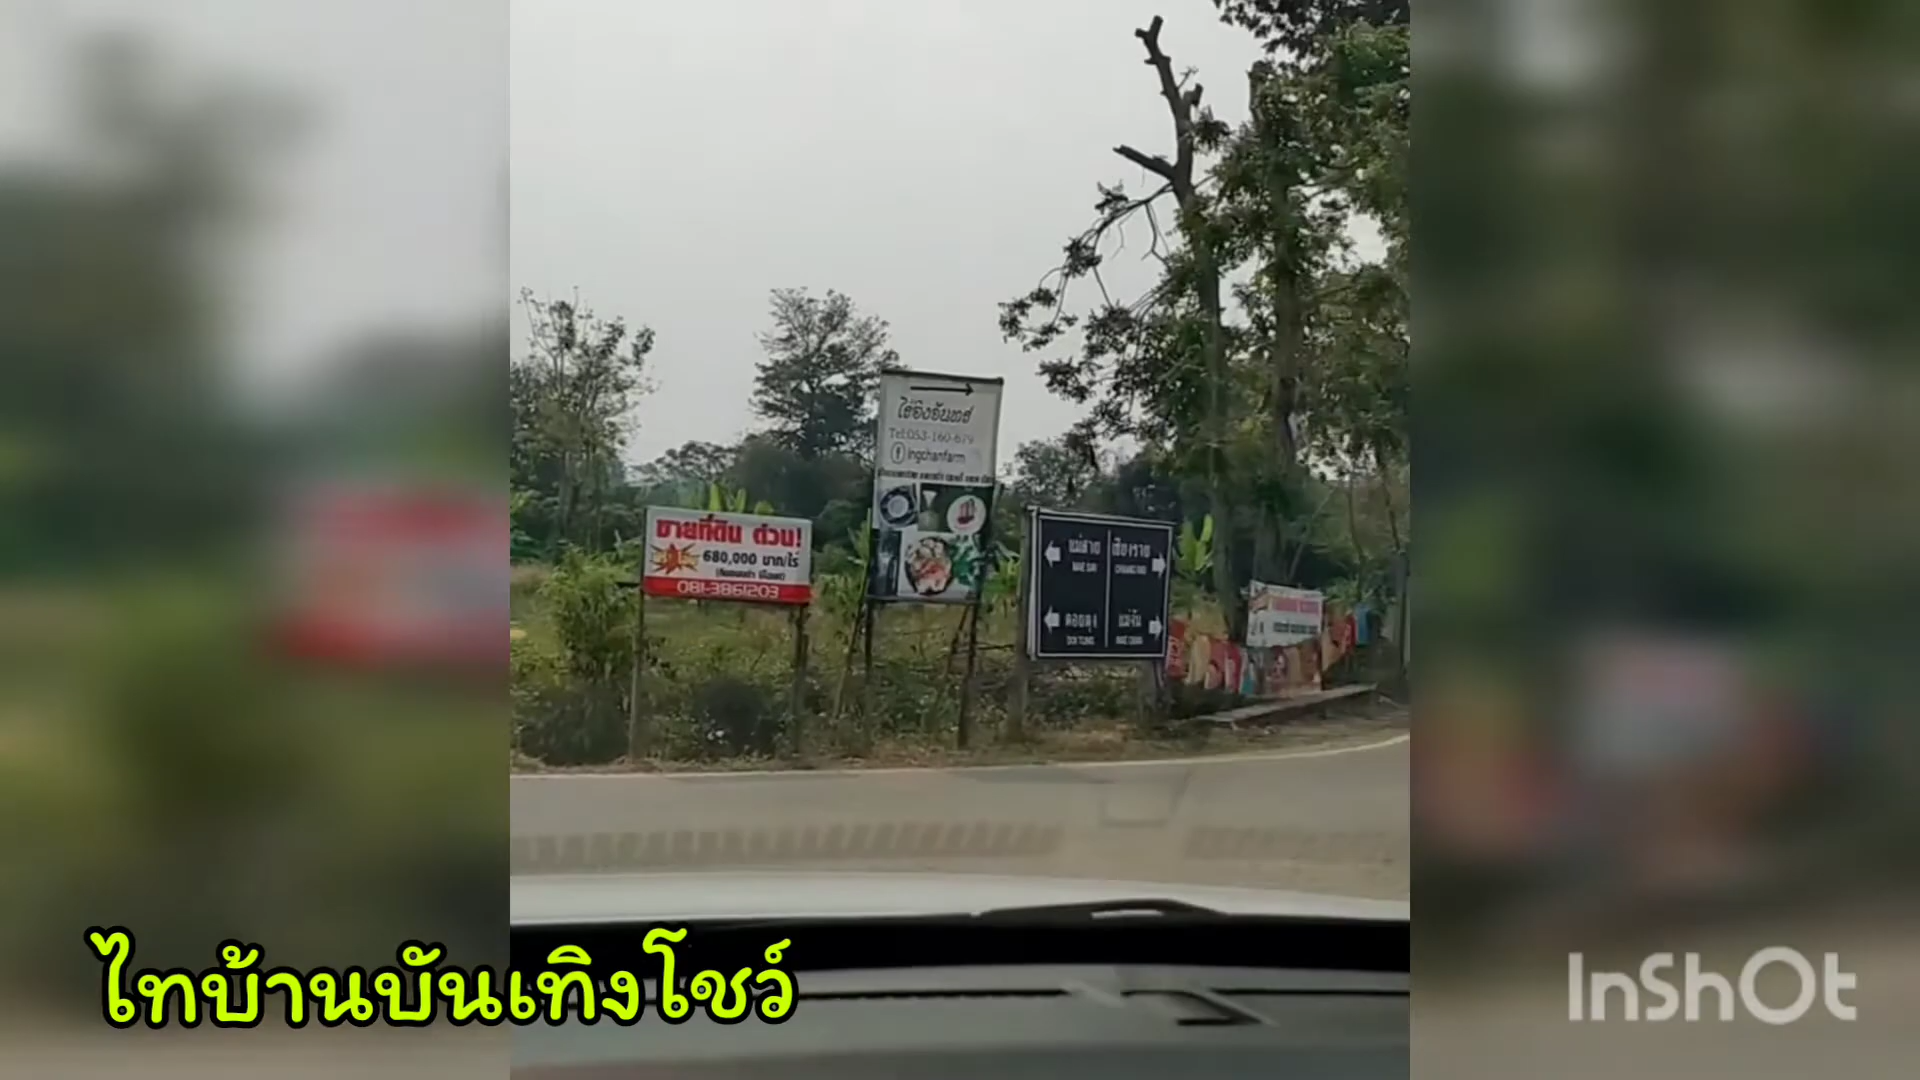 ไร่อิงจันทร์
Tel:053-160-679
ingchanfarm
ขายที่ดิน ด่วน!
680,000 บาท/ไร่
081-3861203
แม่สาย
MAE SAI
เชียงราย
CHIANG RAI
ดอยตุง
DOI TUNG
แม่จัน
MAE CHAN
ไทบ้านบันเทิงโชว์
InShOt